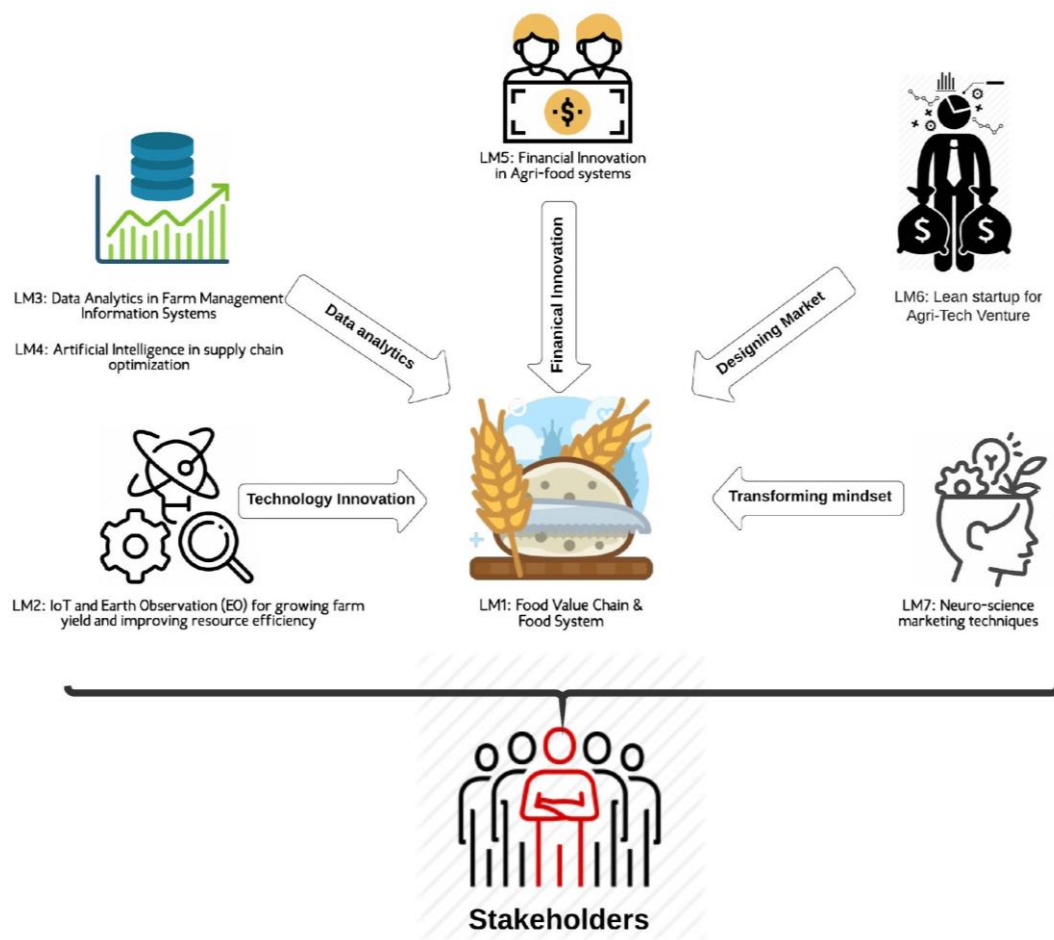 LM5: Financial Innovation
in Agri-food systems
LM3: Data Analytics in Farm Management
Information Systems
LM4: Artificial Intelligence in supply chain
optimization
Data analytics
Finanical Innovation
Designing Market
LM6: Lean startup for
Agri-Tech Venture
Technology Innovation
Transforming mindset
LM2: IoT and Earth Observation (EO) for growing farm
yield and improving resource efficiency
LM1: Food Value Chain &
Food System
LM7: Neuro-science
marketing techniques
Stakeholders